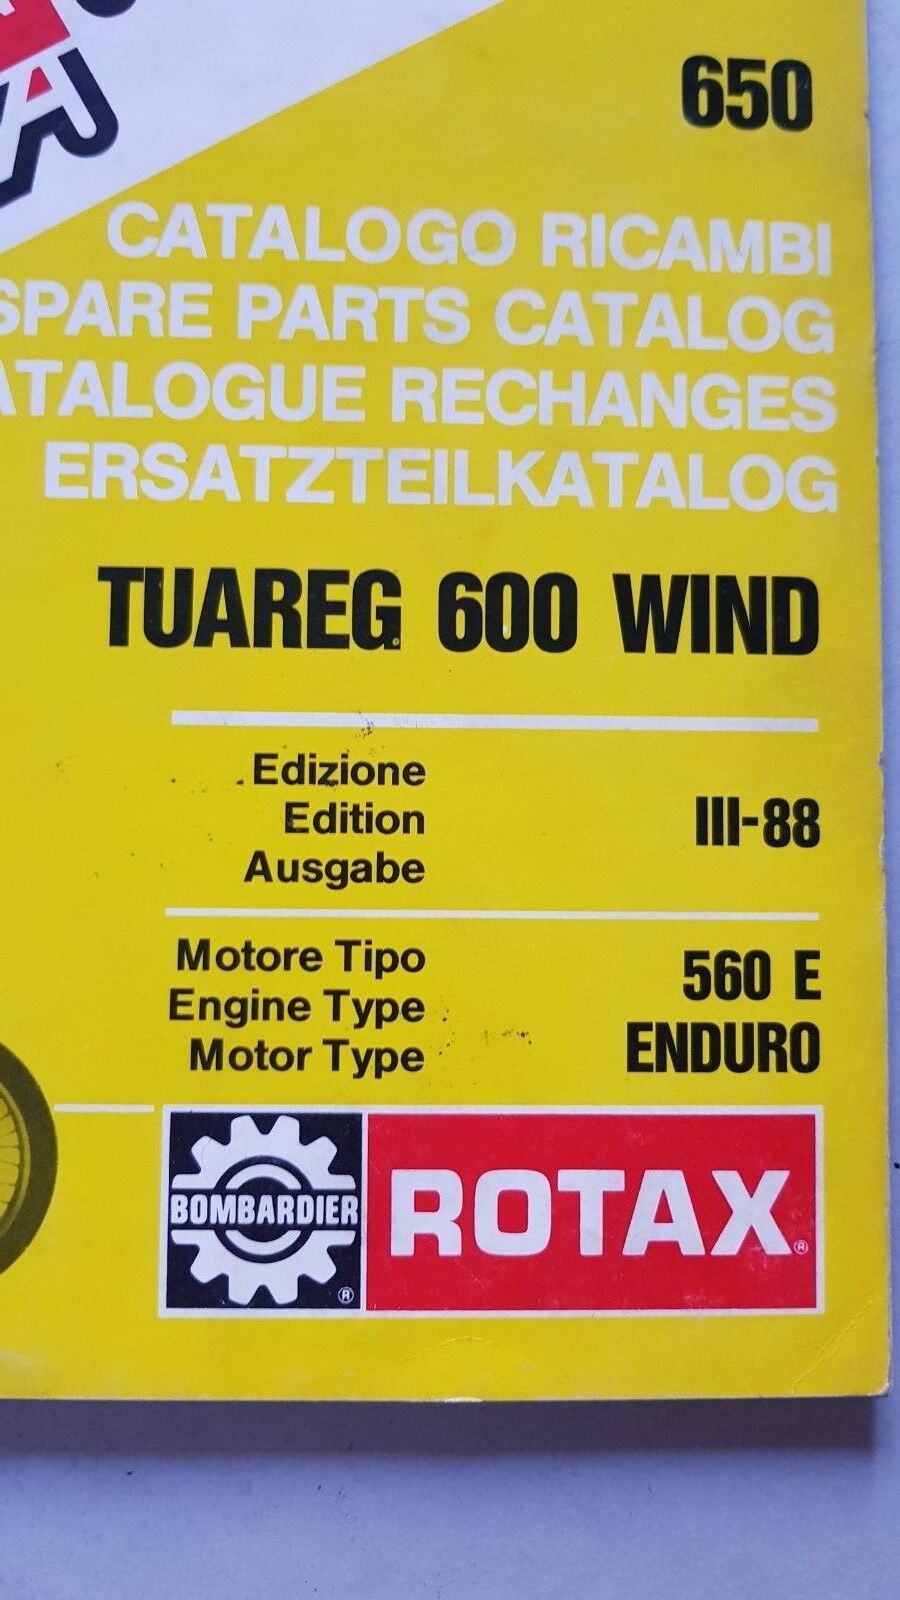 650
CATALOGO RICAMBI
SPARE PARTS CATALOG
CATALOGUE RECHANGES
ERSATZTEILKATALOG
TUAREG 600 WIND
Edizione
Edition
Ausgabe
III-88
Motore Tipo
Engine Type
Motor Type
560 E
ENDURO
BOMBARDIER ®
ROTAX ®